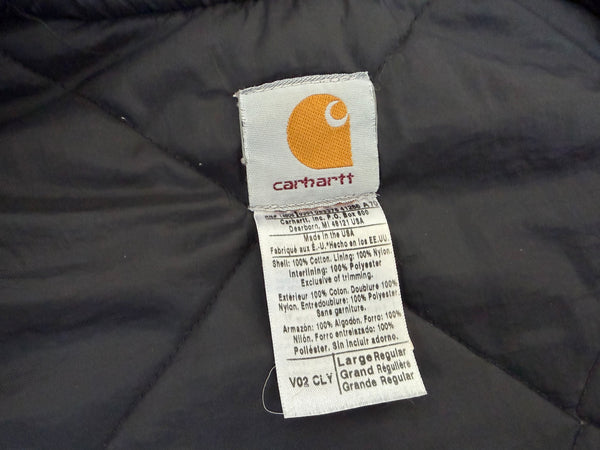 carhartt
41286
Carhartt, Inc. P.O. Box 600
Dearborn, MI 48121 USA
Made in the USA
Fabriqué aux É.-U.*Hecho en los EE.UU.
Shell: 100% Cotton. Lining: 100% Nylon.
Interlining: 100% Polyester
Exclusive of trimming.
Extérieur 100% Coton. Doublure 100%
Nylon. Entredoublure: 100% Polyester.
Sans garniture.
Armazón: 100% Algodón. Forro: 100%
Nilón. Forro entrelazado: 100%
Poliéster. Sin incluir adorno.
V02 CLY
Large Regular
Grand Régulière
Grande Regular